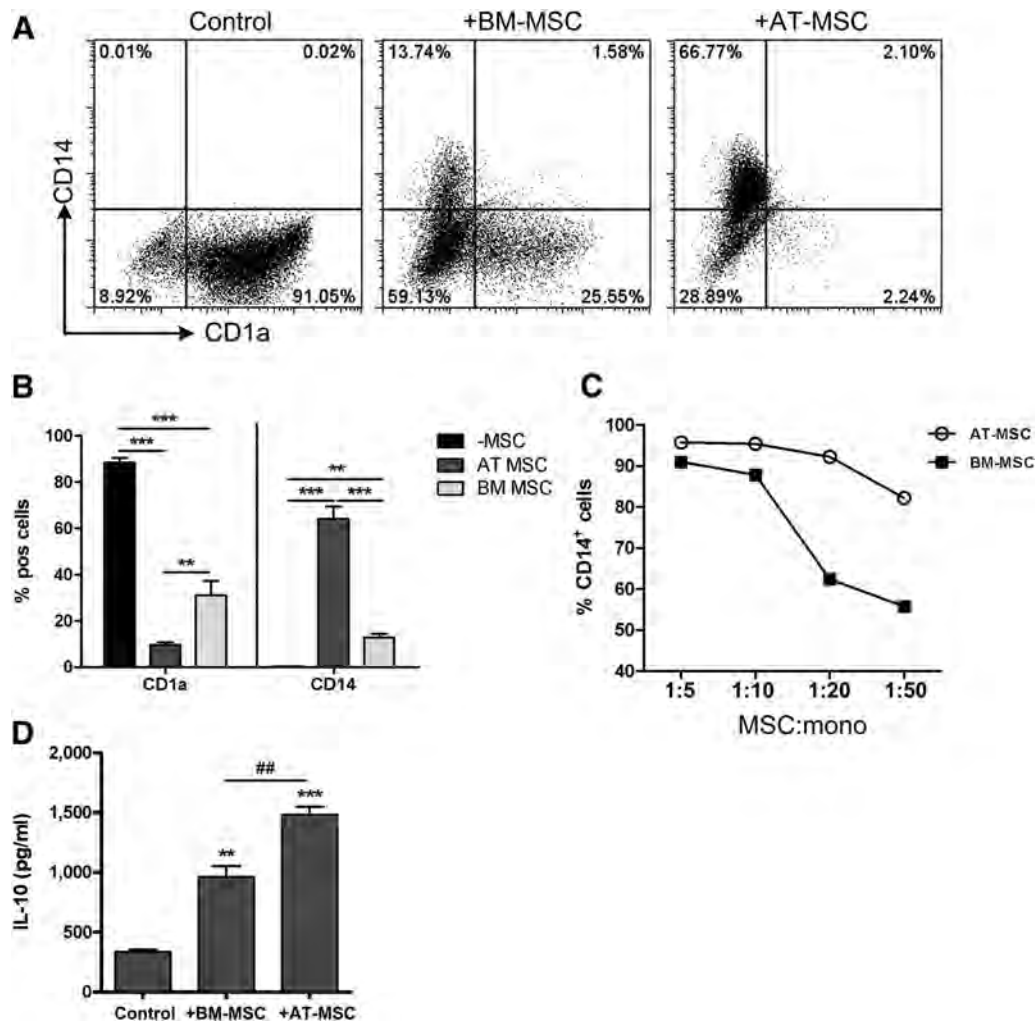 A
Control
+BM-MSC
+AT-MSC
0.01%
0.02%
13.74%
1.58%
66.77%
2.10%
CD14
8.92%
91.05%
59.13%
25.55%
28.89%
2.24%
CD1a
B
% pos cells
100
80
60
40
20
0
***
***
**
**
***
***
CD1a
CD14
-MSC
AT MSC
BM MSC
C
% CD14+ cells
100
90
80
70
60
50
40
1:5
1:10
1:20
1:50
MSC:mono
AT-MSC
BM-MSC
D
IL-10 (pg/ml)
2,000
1,500
1,000
500
0
##
**
***
Control
+BM-MSC
+AT-MSC